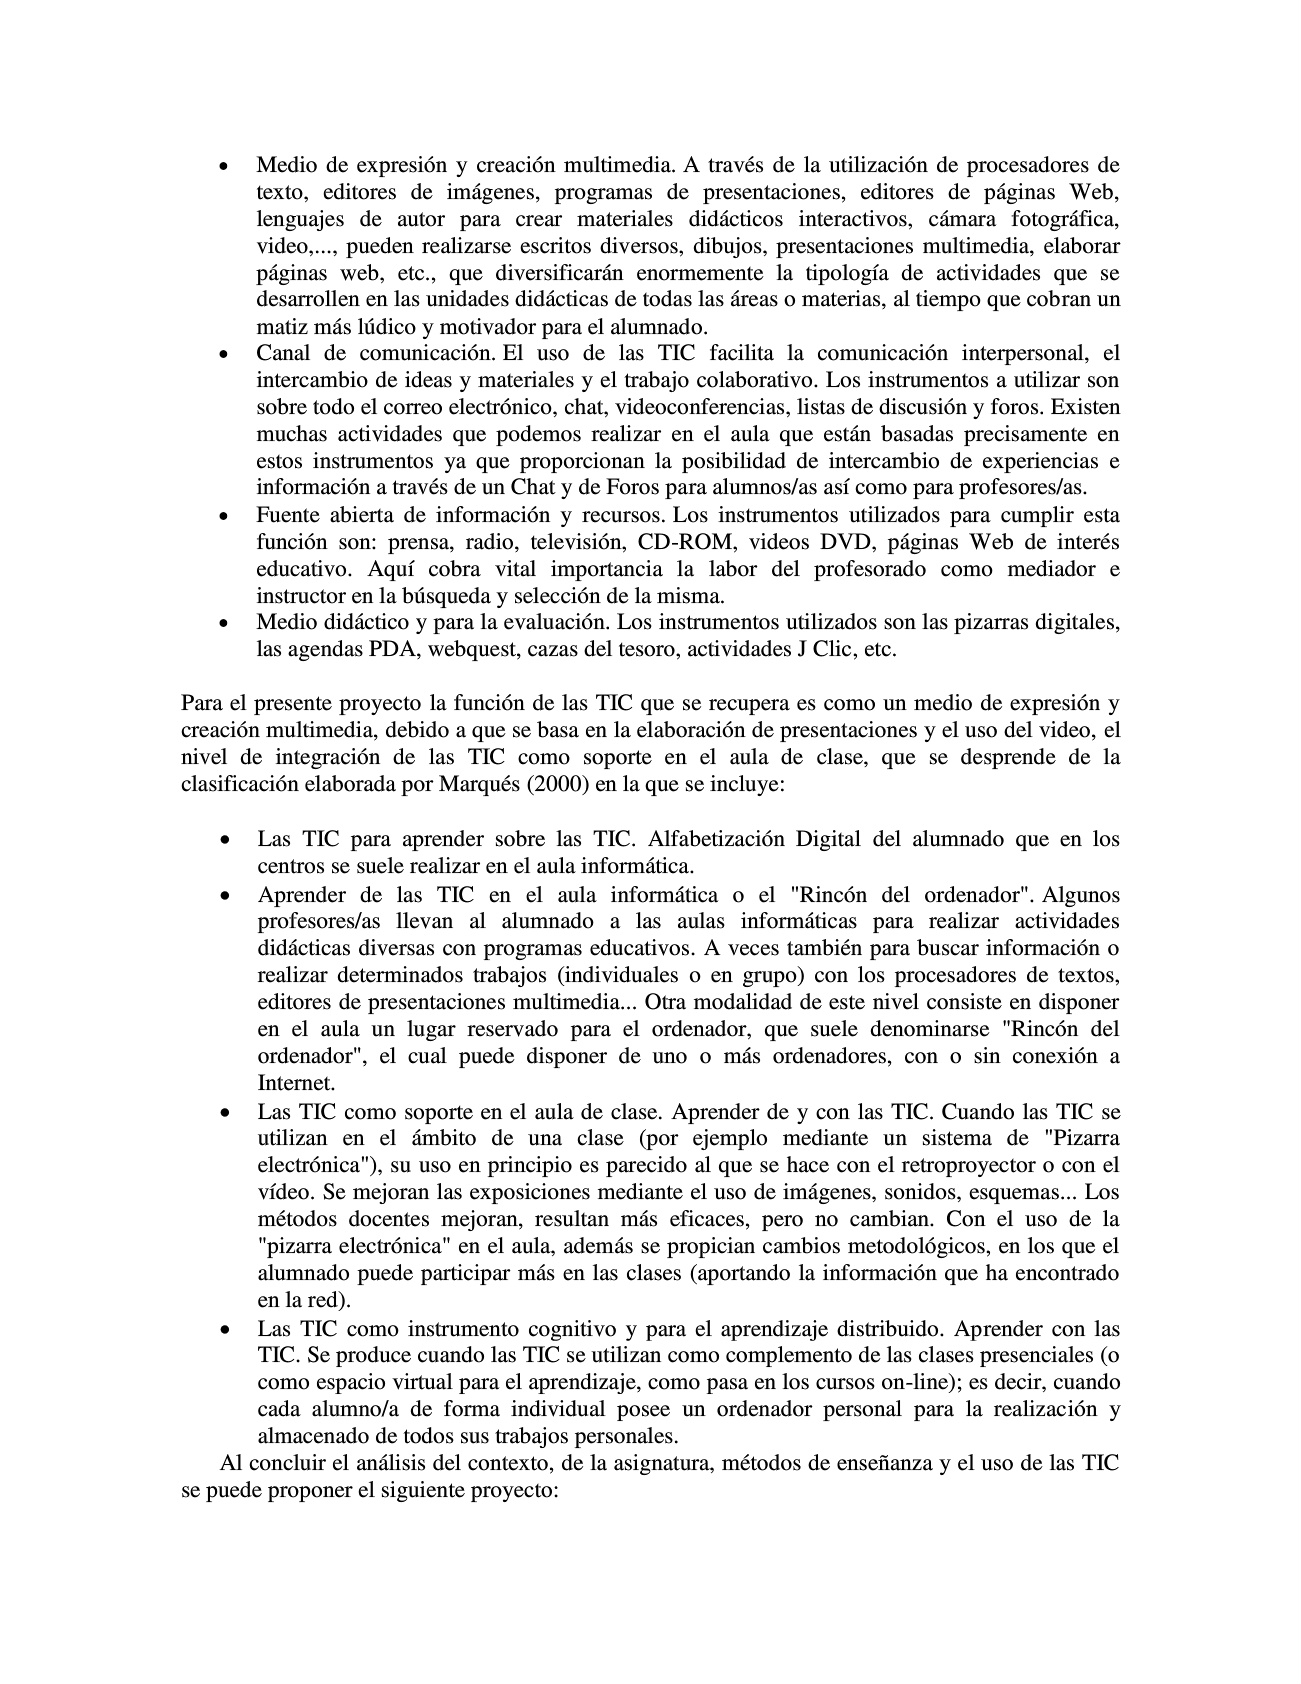 • Medio de expresión y creación multimedia. A través de la utilización de procesadores de
texto, editores de imágenes, programas de presentaciones, editores de páginas Web,
lenguajes de autor para crear materiales didácticos interactivos, cámara fotográfica,
video,..., pueden realizarse escritos diversos, dibujos, presentaciones multimedia, elaborar
páginas web, etc., que diversificarán enormemente la tipología de actividades que se
desarrollen en las unidades didácticas de todas las áreas o materias, al tiempo que cobran un
matiz más lúdico y motivador para el alumnado.
• Canal de comunicación. El uso de las TIC facilita la comunicación interpersonal, el
intercambio de ideas y materiales y el trabajo colaborativo. Los instrumentos a utilizar son
sobre todo el correo electrónico, chat, videoconferencias, listas de discusión y foros. Existen
muchas actividades que podemos realizar en el aula que están basadas precisamente en
estos instrumentos ya que proporcionan la posibilidad de intercambio de experiencias e
información a través de un Chat y de Foros para alumnos/as así como para profesores/as.
• Fuente abierta de información y recursos. Los instrumentos utilizados para cumplir esta
función son: prensa, radio, televisión, CD-ROM, videos DVD, páginas Web de interés
educativo. Aquí cobra vital importancia la labor del profesorado como mediador e
instructor en la búsqueda y selección de la misma.
• Medio didáctico y para la evaluación. Los instrumentos utilizados son las pizarras digitales,
las agendas PDA, webquest, cazas del tesoro, actividades J Clic, etc.
Para el presente proyecto la función de las TIC que se recupera es como un medio de expresión y
creación multimedia, debido a que se basa en la elaboración de presentaciones y el uso del video, el
nivel de integración de las TIC como soporte en el aula de clase, que se desprende de la
clasificación elaborada por Marqués (2000) en la que se incluye:
• Las TIC para aprender sobre las TIC. Alfabetización Digital del alumnado que en los
centros se suele realizar en el aula informática.
• Aprender de las TIC en el aula informática o el "Rincón del ordenador". Algunos
profesores/as llevan al alumnado a las aulas informáticas para realizar actividades
didácticas diversas con programas educativos. A veces también para buscar información o
realizar determinados trabajos (individuales o en grupo) con los procesadores de textos,
editores de presentaciones multimedia... Otra modalidad de este nivel consiste en disponer
en el aula un lugar reservado para el ordenador, que suele denominarse "Rincón del
ordenador", el cual puede disponer de uno o más ordenadores, con o sin conexión a
Internet.
• Las TIC como soporte en el aula de clase. Aprender de y con las TIC. Cuando las TIC se
utilizan en el ámbito de una clase (por ejemplo mediante un sistema de "Pizarra
electrónica"), su uso en principio es parecido al que se hace con el retroproyector o con el
vídeo. Se mejoran las exposiciones mediante el uso de imágenes, sonidos, esquemas... Los
métodos docentes mejoran, resultan más eficaces, pero no cambian. Con el uso de la
"pizarra electrónica" en el aula, además se propician cambios metodológicos, en los que el
alumnado puede participar más en las clases (aportando la información que ha encontrado
en la red).
• Las TIC como instrumento cognitivo y para el aprendizaje distribuido. Aprender con las
TIC. Se produce cuando las TIC se utilizan como complemento de las clases presenciales (o
como espacio virtual para el aprendizaje, como pasa en los cursos on-line); es decir, cuando
cada alumno/a de forma individual posee un ordenador personal para la realización y
almacenado de todos sus trabajos personales.
Al concluir el análisis del contexto, de la asignatura, métodos de enseñanza y el uso de las TIC
se puede proponer el siguiente proyecto: